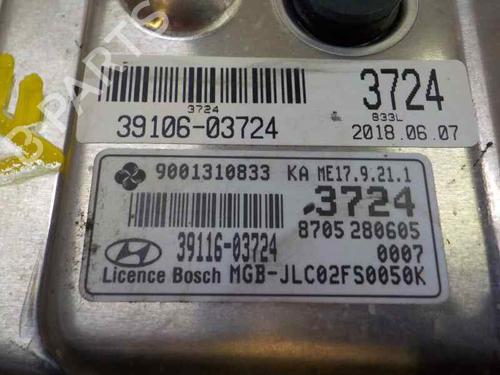 B PARTS
3724
39106-03724
3724
833L
2018.06.07
9001310833 KA ME17.9.21.1
3724
8705 280605
39116-03724
0007
Licence Bosch MGB-JLC02FS0050K